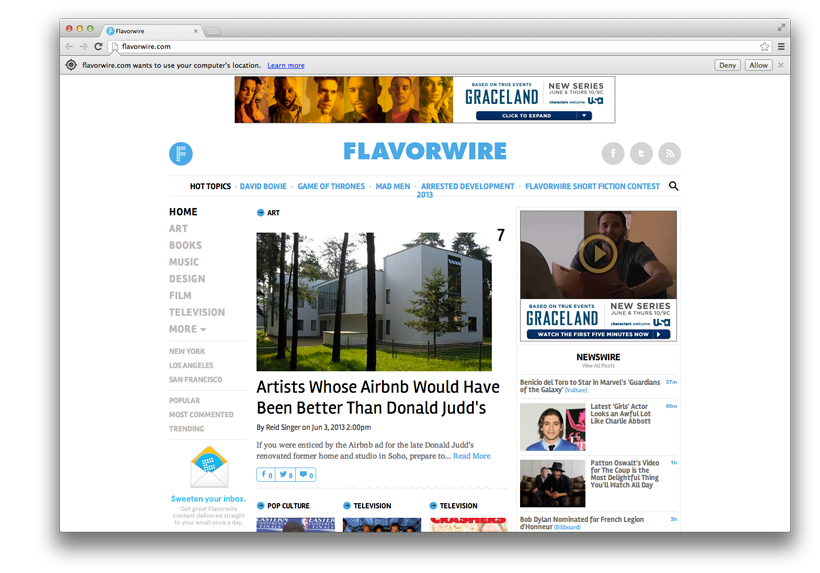 Flavorwire
flavorwire.com
flavorwire.com wants to use your computer's location. Learn more
Deny Allow
BASED ON TRUE EVENTS
GRACELAND
NEW SERIES
JUNE 6 THURS 10/9C
characters welcome. usa
CLICK TO EXPAND
F
FLAVORWIRE
HOT TOPICS · DAVID BOWIE · GAME OF THRONES · MAD MEN · ARRESTED DEVELOPMENT · FLAVORWIRE SHORT FICTION CONTEST
2013
HOME
ART
BOOKS
MUSIC
DESIGN
FILM
TELEVISION
MORE
NEW YORK
LOS ANGELES
SAN FRANCISCO
POPULAR
MOST COMMENTED
TRENDING
Sweeten your inbox.
Get great Flavorwire
content delivered straight
to your email once a day.
ART
7
Artists Whose Airbnb Would Have
Been Better Than Donald Judd's
By Reid Singer on Jun 3, 2013 2:00pm
If you were enticed by the Airbnb ad for the late Donald Judd's
renovated former home and studio in Soho, prepare to... Read More
f 0 8 0
POP CULTURE
TELEVISION
TELEVISION
BASED ON TRUE EVENTS
GRACELAND
NEW SERIES
JUNE 6 THURS 10/9C
characters welcome. usa
WATCH THE FIRST FIVE MINUTES NOW
NEWSWIRE
View All Posts
Benicio del Toro to Star in Marvel's 'Guardians
of the Galaxy' (Vulture)
37m
Latest 'Girls' Actor
Looks an Awful Lot
Like Charlie Abbott
60m
Patton Oswalt's Video
for The Coup is the
Most Delightful Thing
You'll Watch All Day
1h
Bob Dylan Nominated for French Legion
d'Honneur (Billboard)